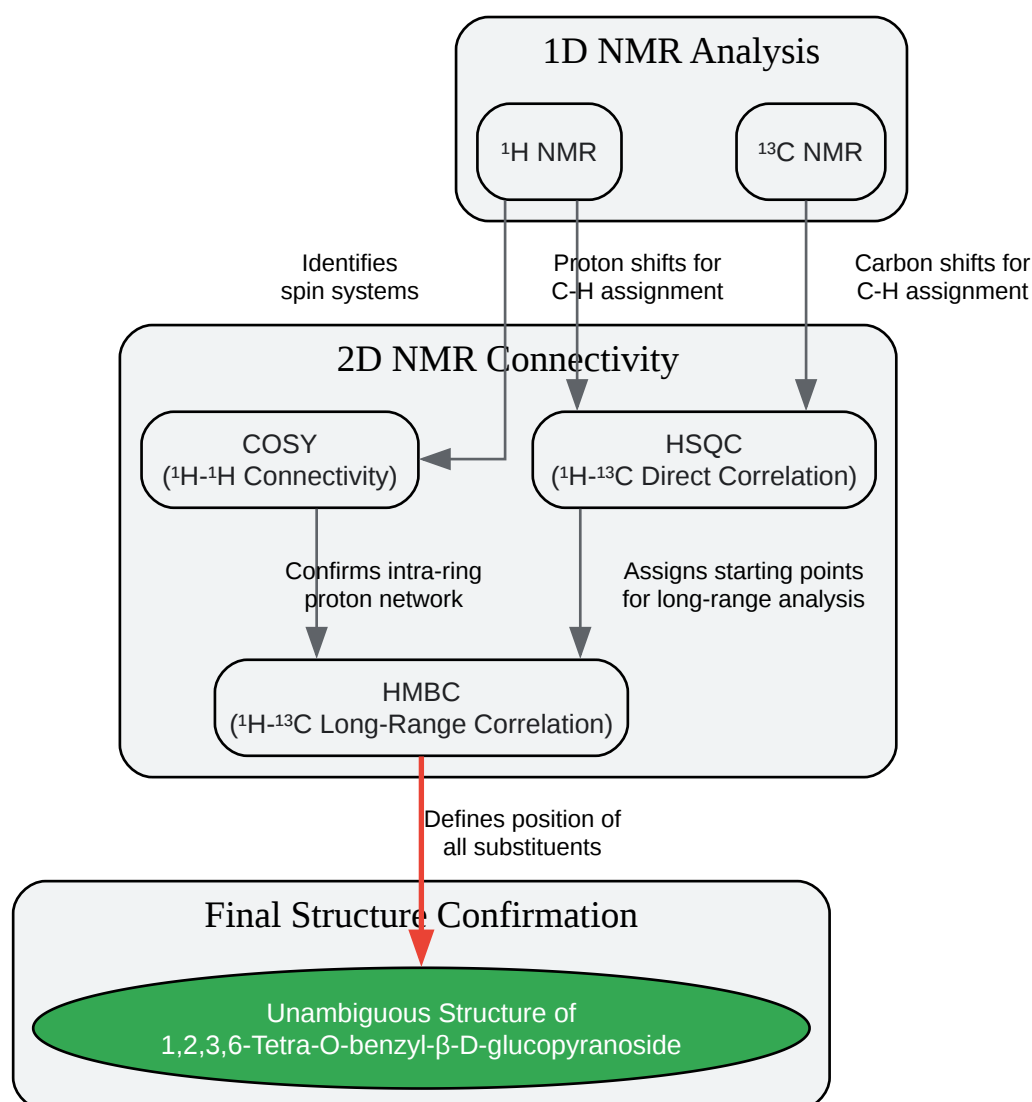 1D NMR Analysis
¹H NMR
¹³C NMR
Identifies
spin systems
Proton shifts for
C-H assignment
Carbon shifts for
C-H assignment
2D NMR Connectivity
COSY
(¹H-¹H Connectivity)
HSQC
(¹H-¹³C Direct Correlation)
Confirms intra-ring
proton network
Assigns starting points
for long-range analysis
HMBC
(¹H-¹³C Long-Range Correlation)
Defines position of
all substituents
Final Structure Confirmation
Unambiguous Structure of
1,2,3,6-Tetra-O-benzyl-β-D-glucopyranoside